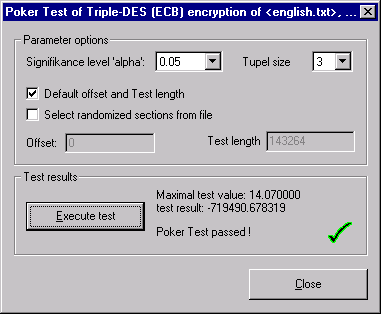 Poker Test of Triple-DES (ECB) encryption of <english.txt>, ...
Parameter options
Signifikance level 'alpha': 0.05 Tupel size 3
Default offset and Test length
Select randomized sections from file
Offset: 0 Test length 143264
Test results
Execute test
Maximal test value: 14.070000
test result: -719490.678319
Poker Test passed !
Close